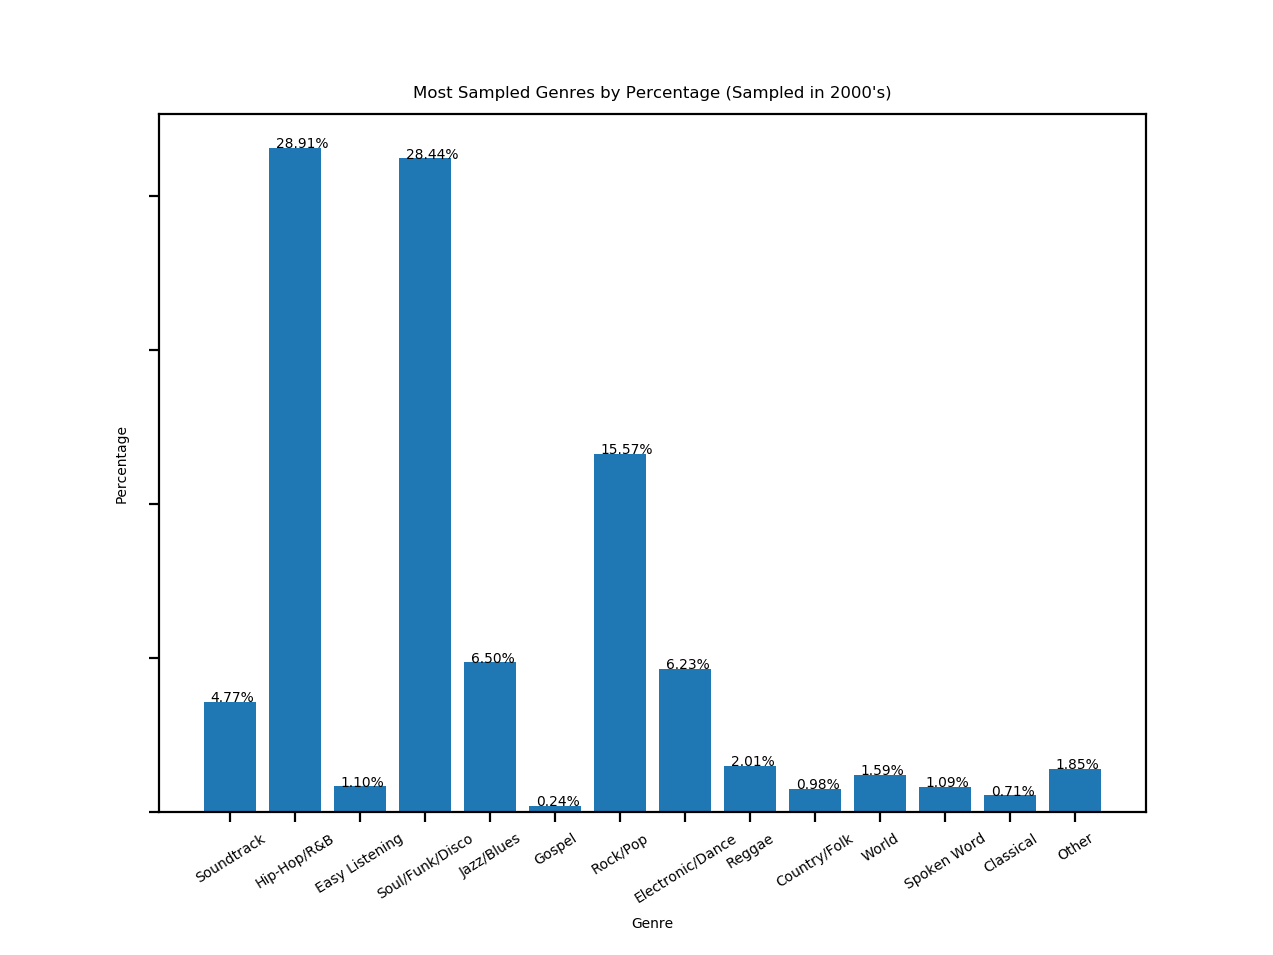 Most Sampled Genres by Percentage (Sampled in 2000's)
28.91%
28.44%
15.57%
6.50%
6.23%
4.77%
2.01%
1.85%
1.59%
1.10%
1.09%
0.98%
0.71%
0.24%
Percentage
Soundtrack
Hip-Hop/R&B
Easy Listening
Soul/Funk/Disco
Jazz/Blues
Gospel
Rock/Pop
Electronic/Dance
Reggae
Country/Folk
World
Spoken Word
Classical
Other
Genre